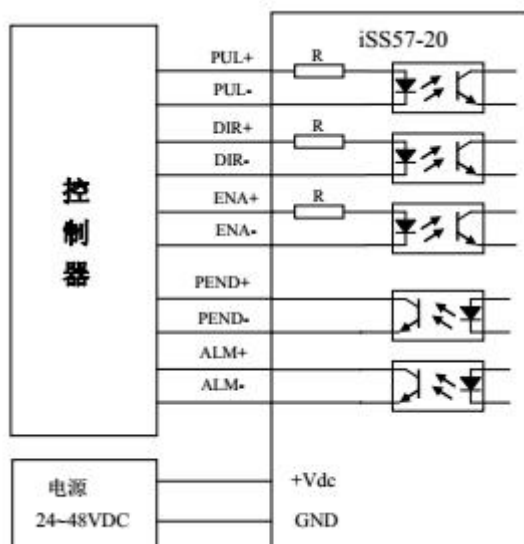 iSS57-20
PUL+
R
PUL-
DIR+
R
DIR-
控制器
ENA+
R
ENA-
PEND+
PEND-
ALM+
ALM-
电源
24~48VDC
+Vdc
GND